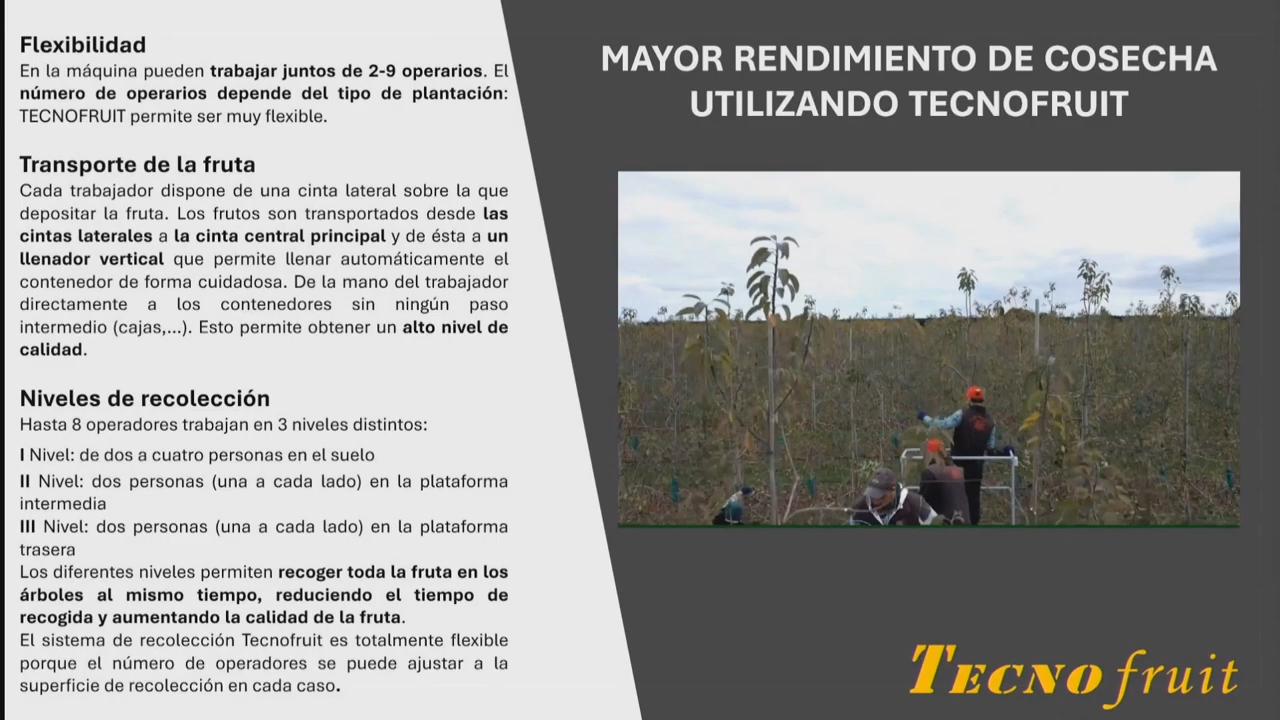 Flexibilidad
En la máquina pueden trabajar juntos de 2-9 operarios. El
número de operarios depende del tipo de plantación:
TECNOFRUIT permite ser muy flexible.
Transporte de la fruta
Cada trabajador dispone de una cinta lateral sobre la que
depositar la fruta. Los frutos son transportados desde las
cintas laterales a la cinta central principal y de ésta a un
llenador vertical que permite llenar automáticamente el
contenedor de forma cuidadosa. De la mano del trabajador
directamente a los contenedores sin ningún paso
intermedio (cajas,...). Esto permite obtener un alto nivel de
calidad.
Niveles de recolección
Hasta 8 operadores trabajan en 3 niveles distintos:
I Nivel: de dos a cuatro personas en el suelo
II Nivel: dos personas (una a cada lado) en la plataforma
intermedia
III Nivel: dos personas (una a cada lado) en la plataforma
trasera
Los diferentes niveles permiten recoger toda la fruta en los
árboles al mismo tiempo, reduciendo el tiempo de
recogida y aumentando la calidad de la fruta.
El sistema de recolección Tecnofruit es totalmente flexible
porque el número de operadores se puede ajustar a la
superficie de recolección en cada caso.
MAYOR RENDIMIENTO DE COSECHA
UTILIZANDO TECNOFRUIT
TECNOfruit